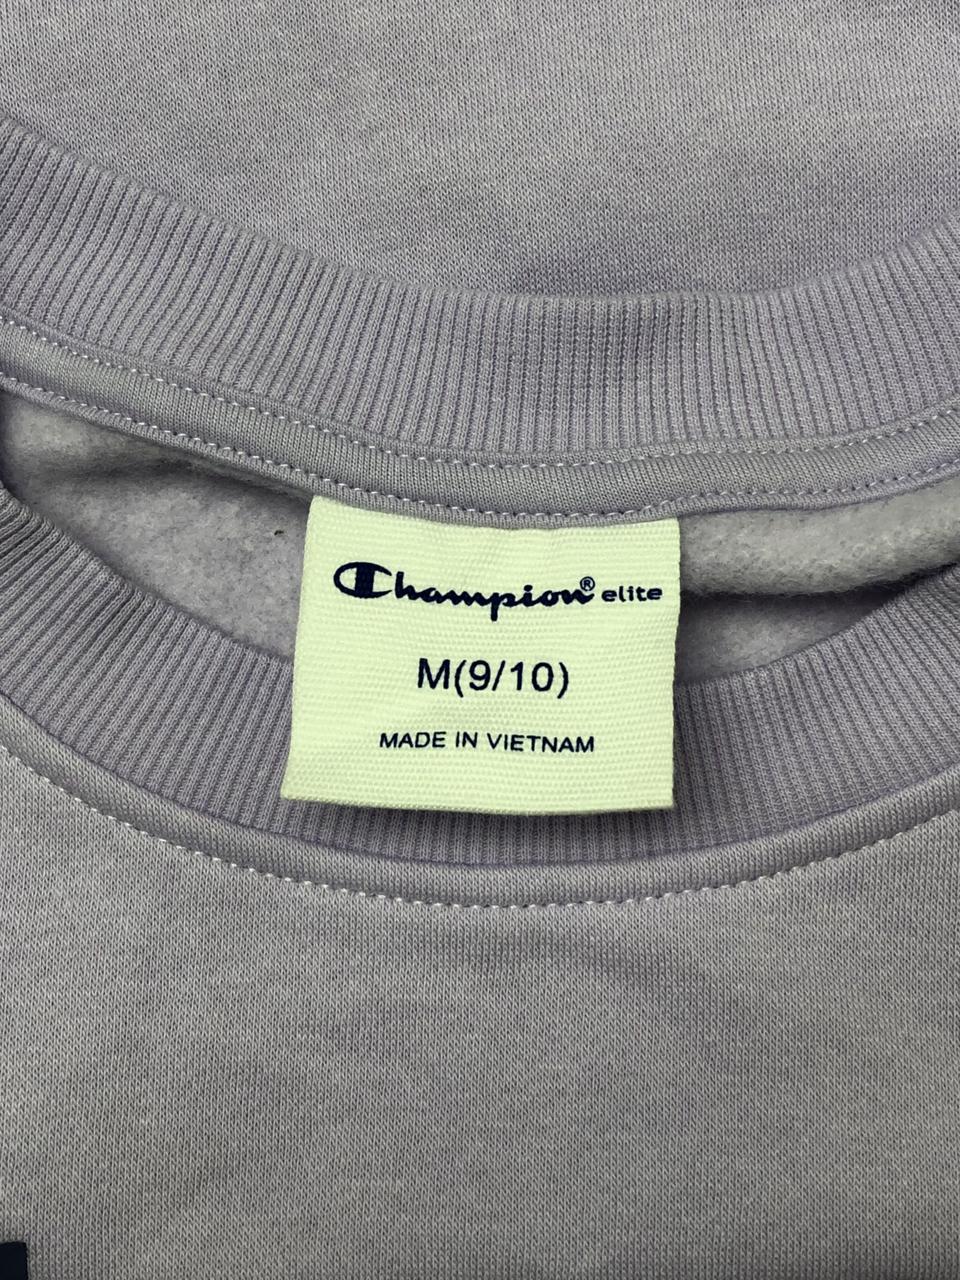 Champion® elite
M(9/10)
MADE IN VIETNAM